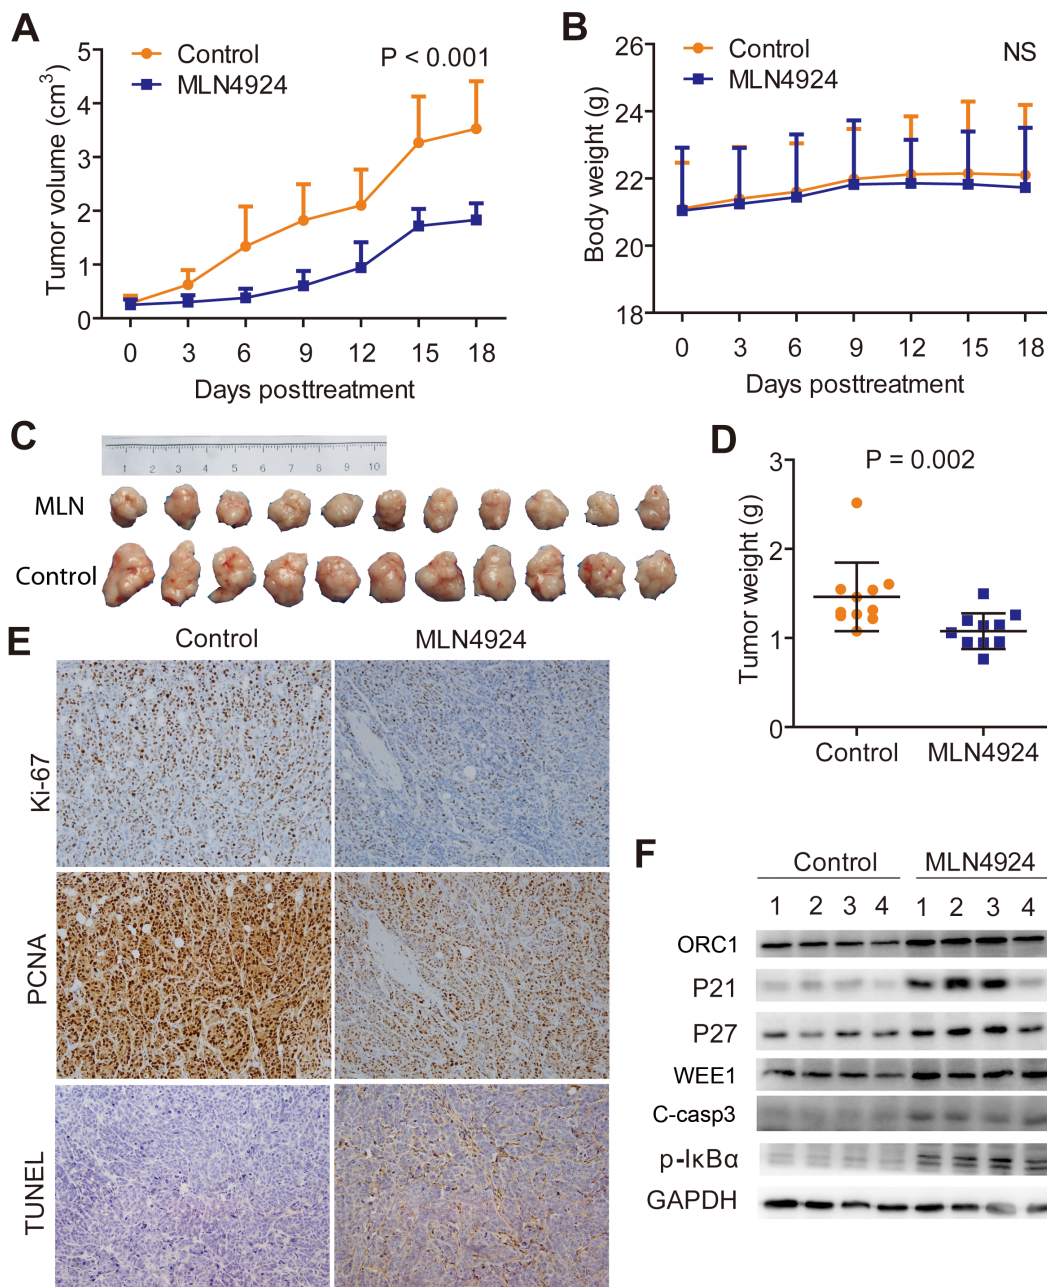 A
Control
MLN4924
P < 0.001
Tumor volume (cm3)
5
4
3
2
1
0
0 3 6 9 12 15 18
Days posttreatment
B
Control
MLN4924
NS
Body weight (g)
26
24
22
20
18
0 3 6 9 12 15 18
Days posttreatment
C
1 2 3 4 5 6 7 8 9 10
MLN
Control
D
P = 0.002
Tumor weight (g)
3
2
1
0
Control MLN4924
E
Control MLN4924
Ki-67
PCNA
TUNEL
F
Control MLN4924
1 2 3 4 1 2 3 4
ORC1
P21
P27
WEE1
C-casp3
p-IκBα
GAPDH